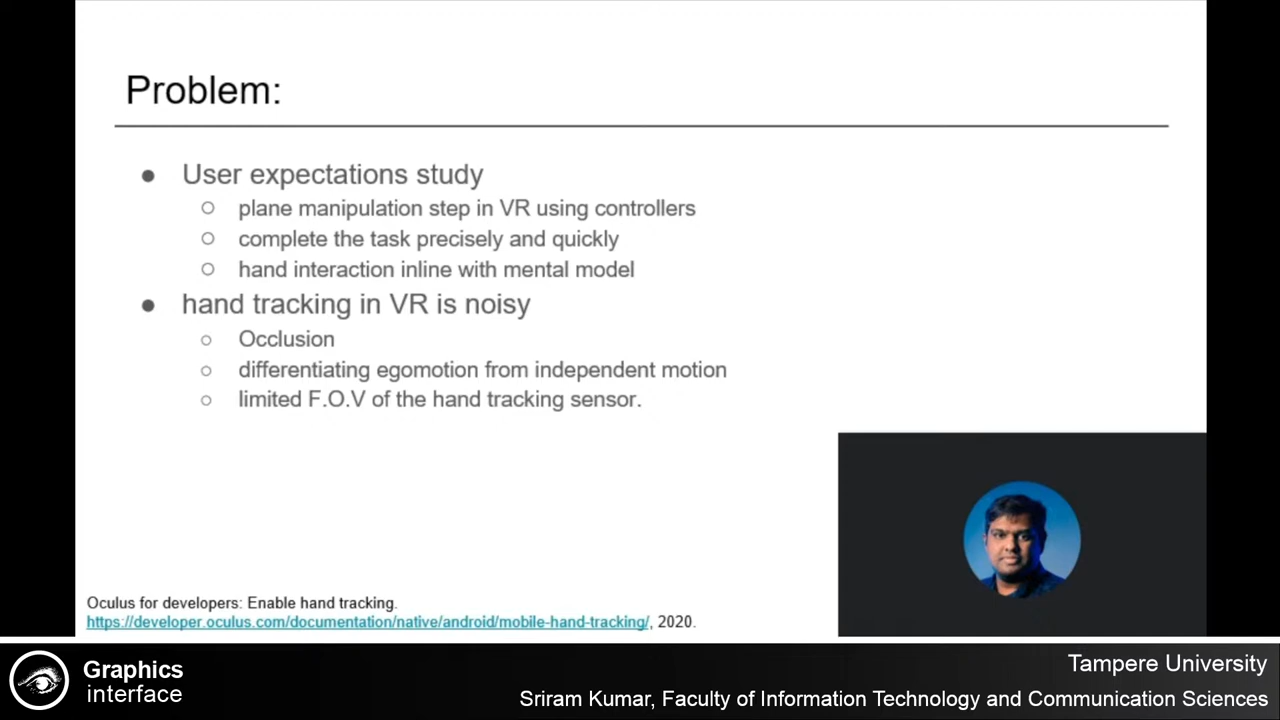 Problem:
● User expectations study
○ plane manipulation step in VR using controllers
○ complete the task precisely and quickly
○ hand interaction inline with mental model
● hand tracking in VR is noisy
○ Occlusion
○ differentiating egomotion from independent motion
○ limited F.O.V of the hand tracking sensor.
Oculus for developers: Enable hand tracking.
https://developer.oculus.com/documentation/native/android/mobile-hand-tracking/, 2020.
Graphics
interface
Tampere University
Sriram Kumar, Faculty of Information Technology and Communication Sciences